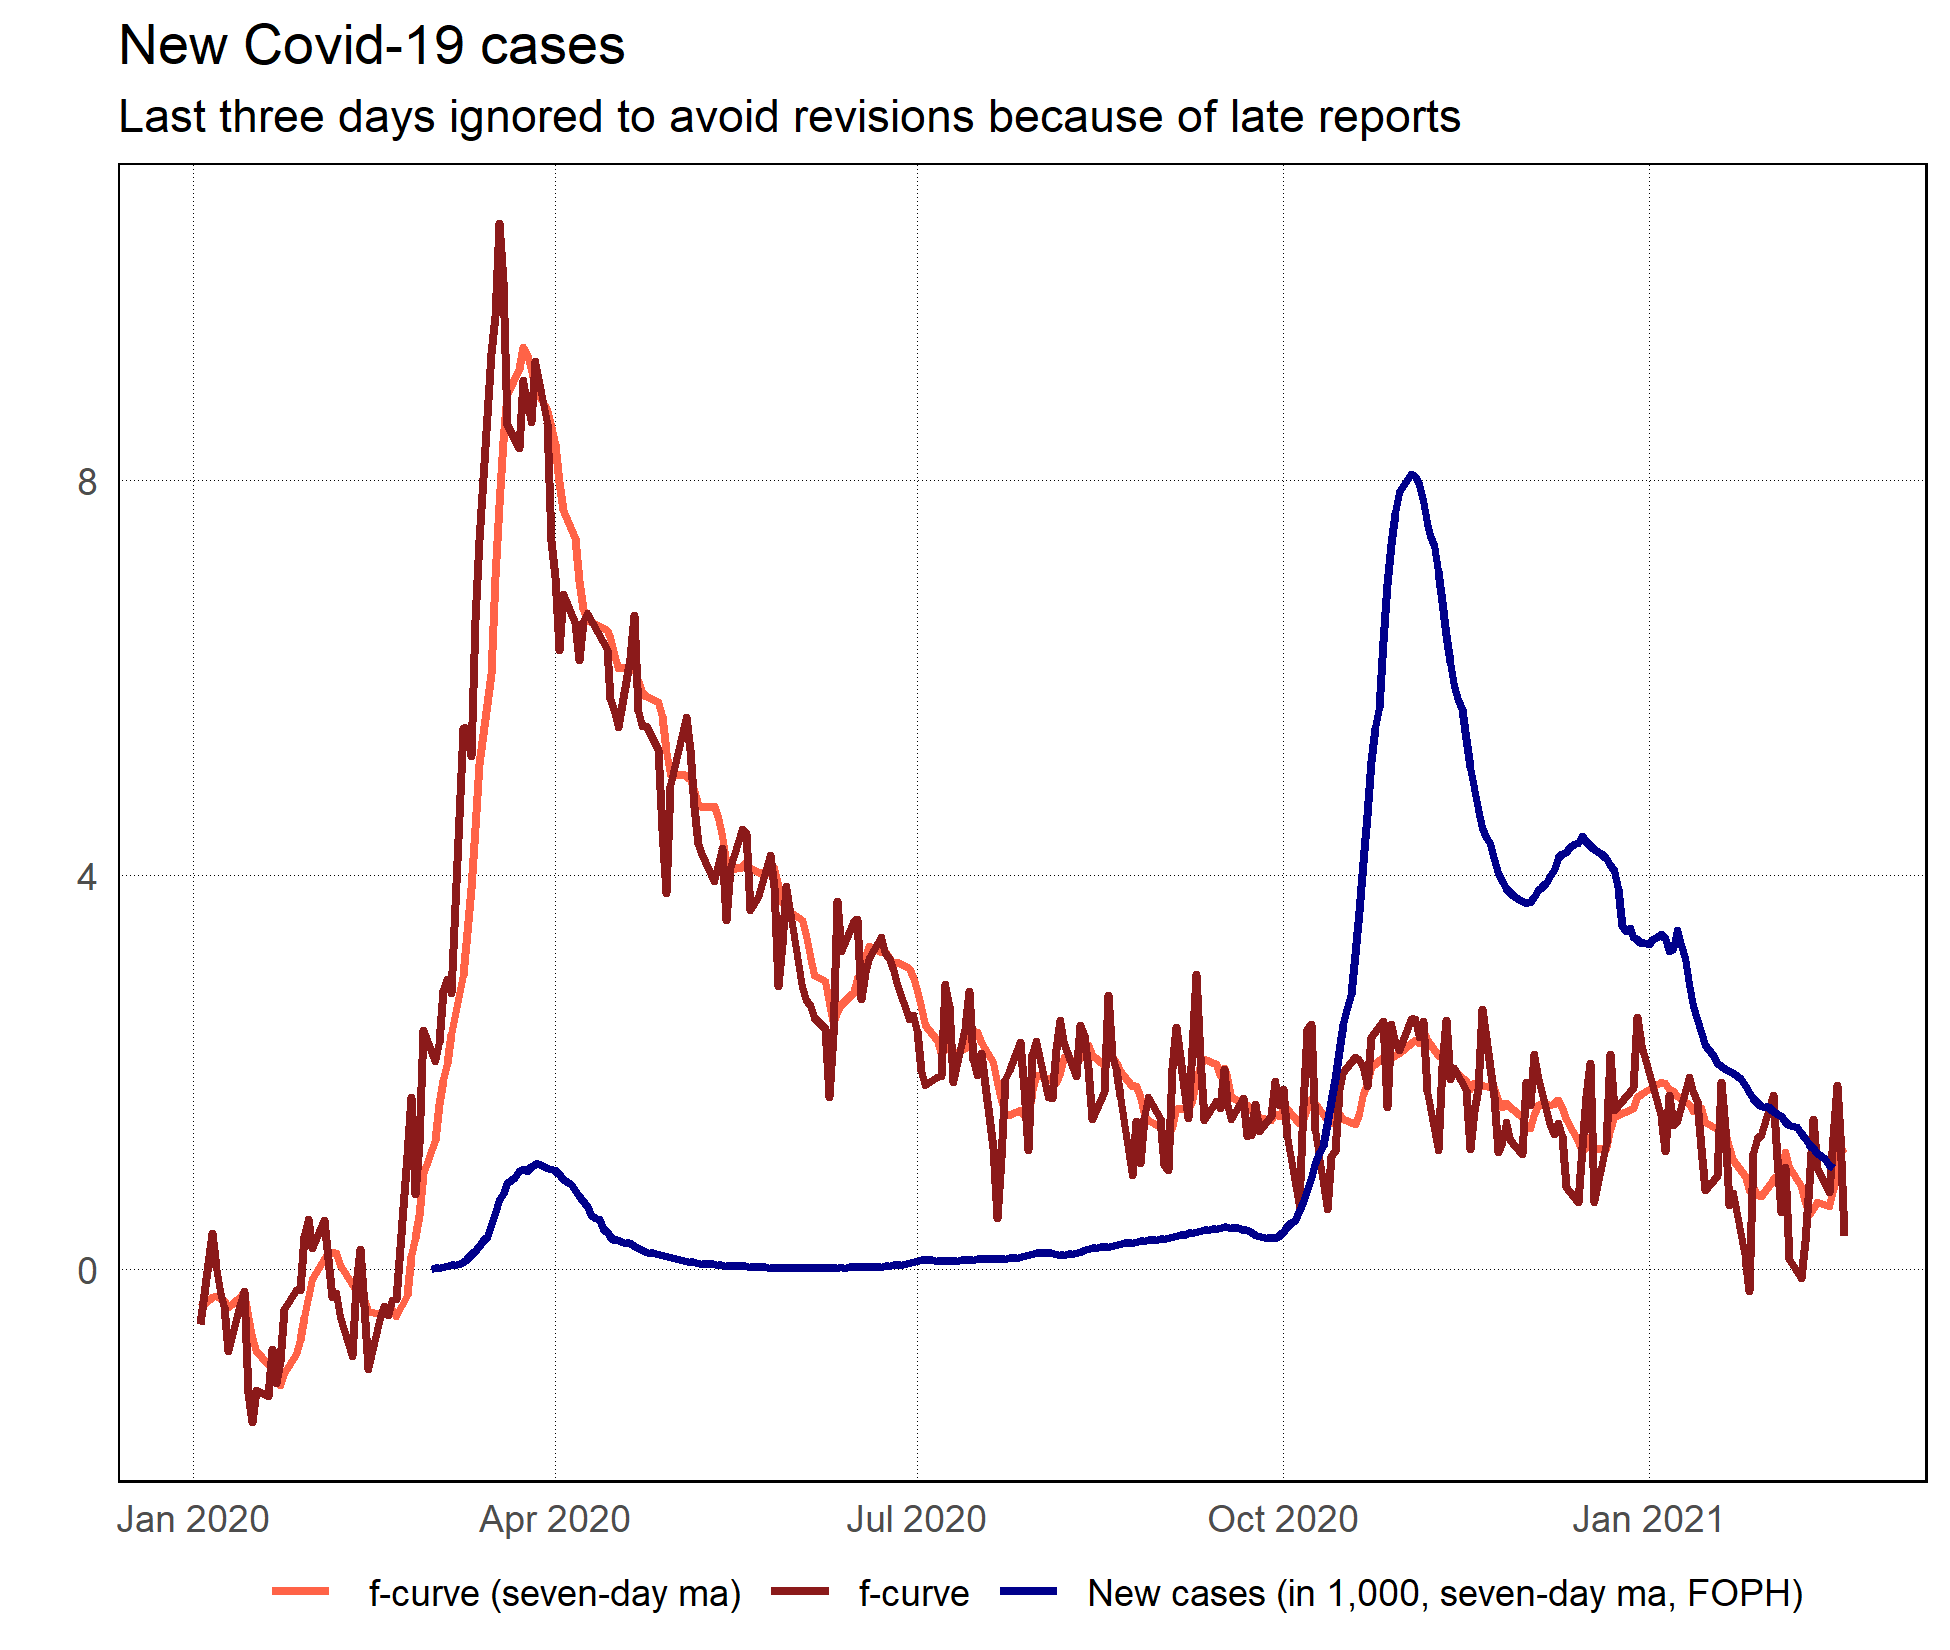 New Covid-19 cases
Last three days ignored to avoid revisions because of late reports
8
4
0
Jan 2020 Apr 2020 Jul 2020 Oct 2020 Jan 2021
f-curve (seven-day ma) f-curve New cases (in 1,000, seven-day ma, FOPH)